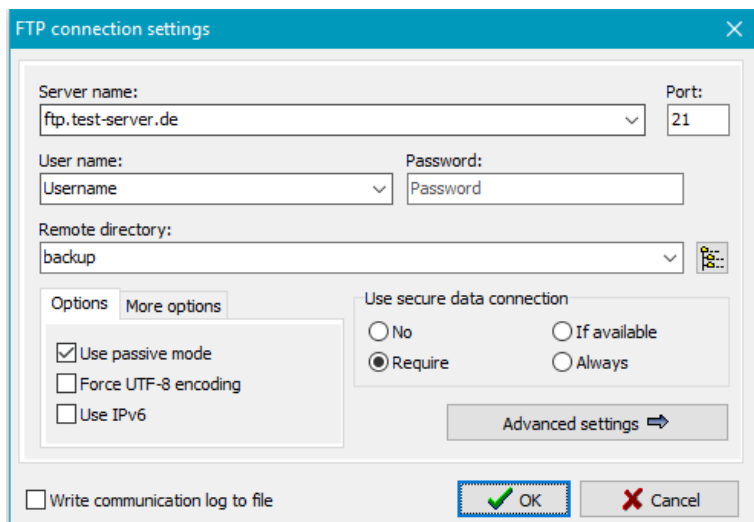 FTP connection settings
Server name: Port:
ftp.test-server.de 21
User name: Password:
Username Password
Remote directory:
backup
Options More options
Use passive mode
Force UTF-8 encoding
Use IPv6
Use secure data connection
No If available
Require Always
Advanced settings
Write communication log to file OK Cancel